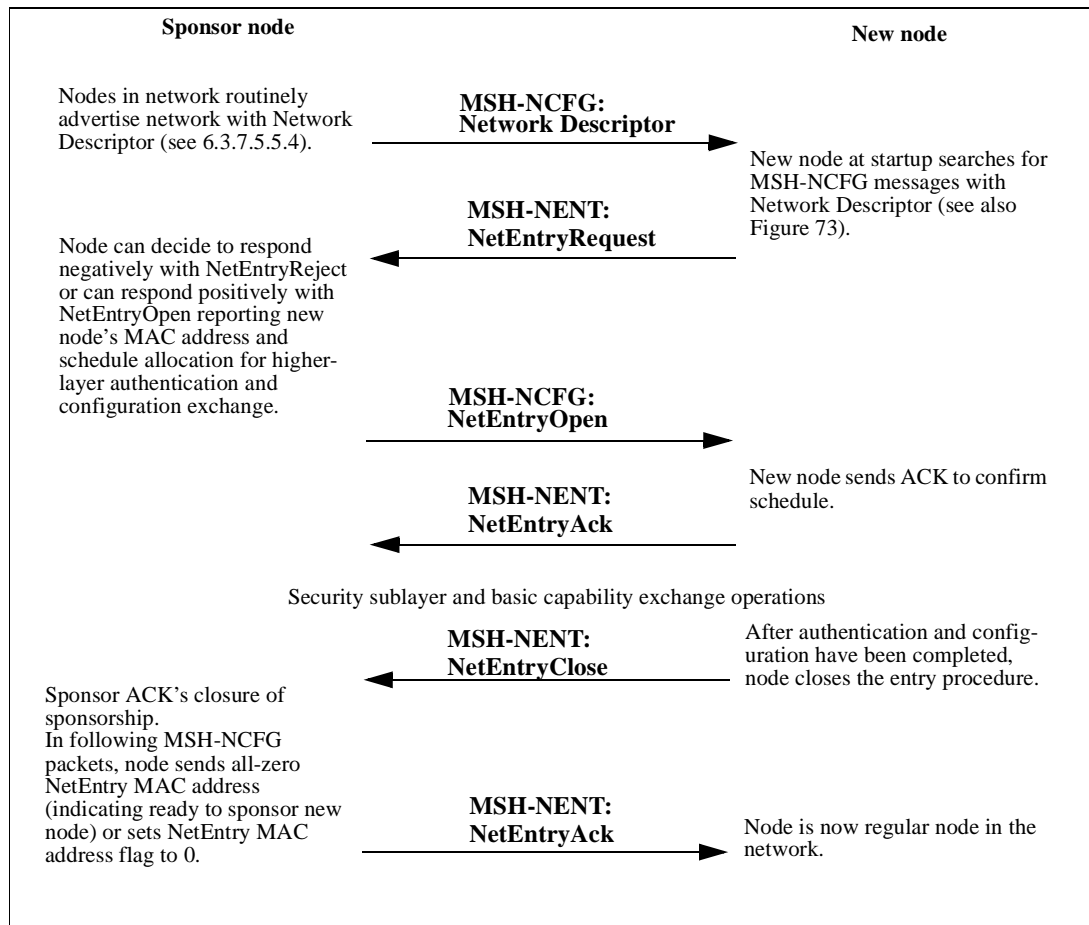 Sponsor node
New node
Nodes in network routinely
advertise network with Network
Descriptor (see 6.3.7.5.5.4).
MSH-NCFG:
Network Descriptor
New node at startup searches for
MSH-NCFG messages with
Network Descriptor (see also
Figure 73).
MSH-NENT:
NetEntryRequest
Node can decide to respond
negatively with NetEntryReject
or can respond positively with
NetEntryOpen reporting new
node's MAC address and
schedule allocation for higher-
layer authentication and
configuration exchange.
MSH-NCFG:
NetEntryOpen
New node sends ACK to confirm
schedule.
MSH-NENT:
NetEntryAck
Security sublayer and basic capability exchange operations
MSH-NENT:
NetEntryClose
After authentication and config-
uration have been completed,
node closes the entry procedure.
Sponsor ACK's closure of
sponsorship.
In following MSH-NCFG
packets, node sends all-zero
NetEntry MAC address
(indicating ready to sponsor new
node) or sets NetEntry MAC
address flag to 0.
MSH-NENT:
NetEntryAck
Node is now regular node in the
network.